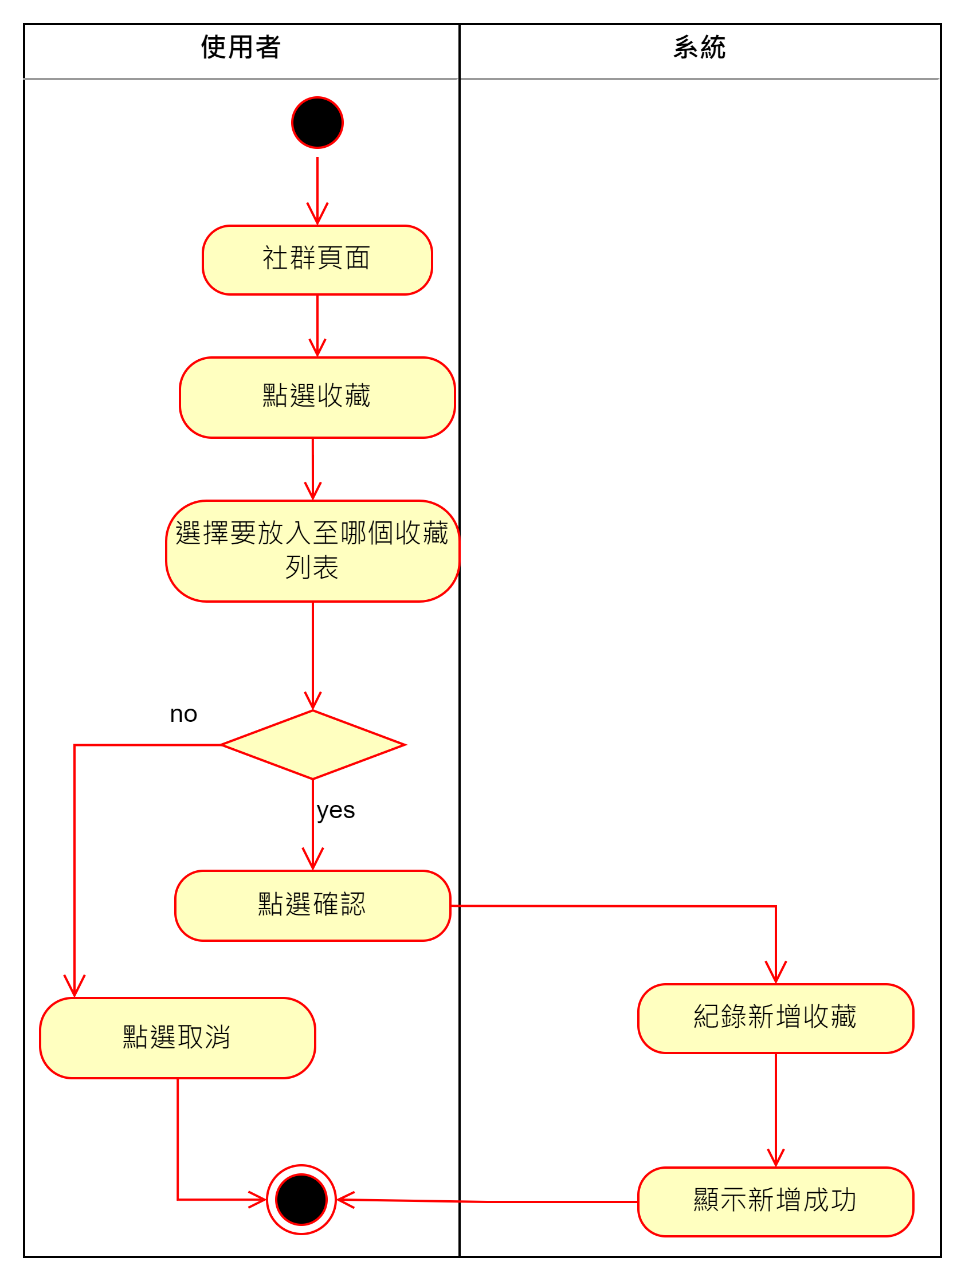 使用者
系統
社群頁面
點選收藏
選擇要放入至哪個收藏
列表
no
yes
點選確認
紀錄新增收藏
點選取消
顯示新增成功